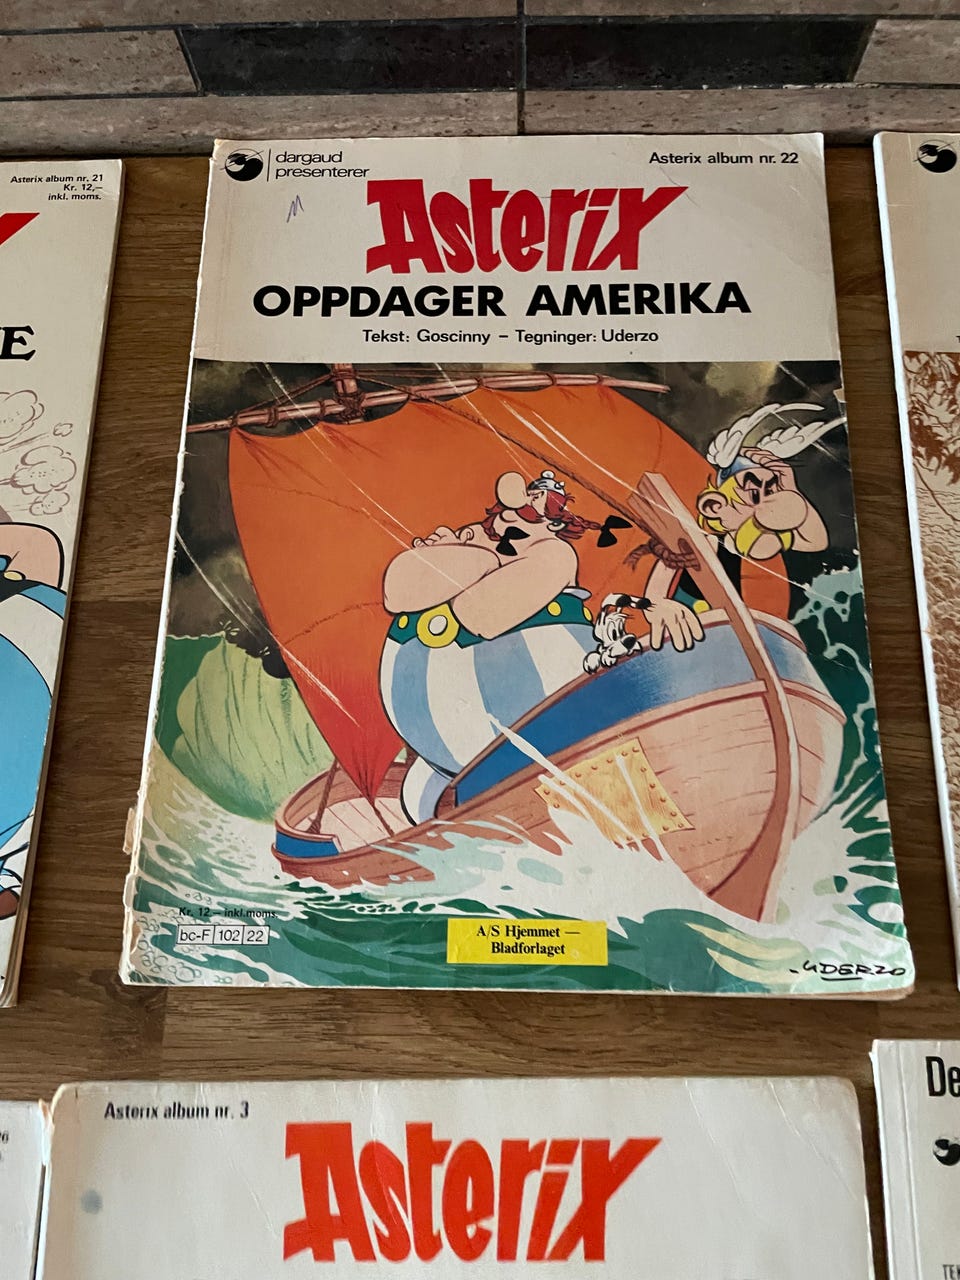 Asterix album nr. 21
Kr. 12,–
inkl. moms.
E
dargaud
presenterer
Asterix album nr. 22
M
Asterix
OPPDAGER AMERIKA
Tekst: Goscinny – Tegninger: Uderzo
Kr. 12,– inkl.moms.
bc-F 102 22
A/S Hjemmet —
Bladforlaget
UDERZO
Asterix album nr. 3
Asterix
De